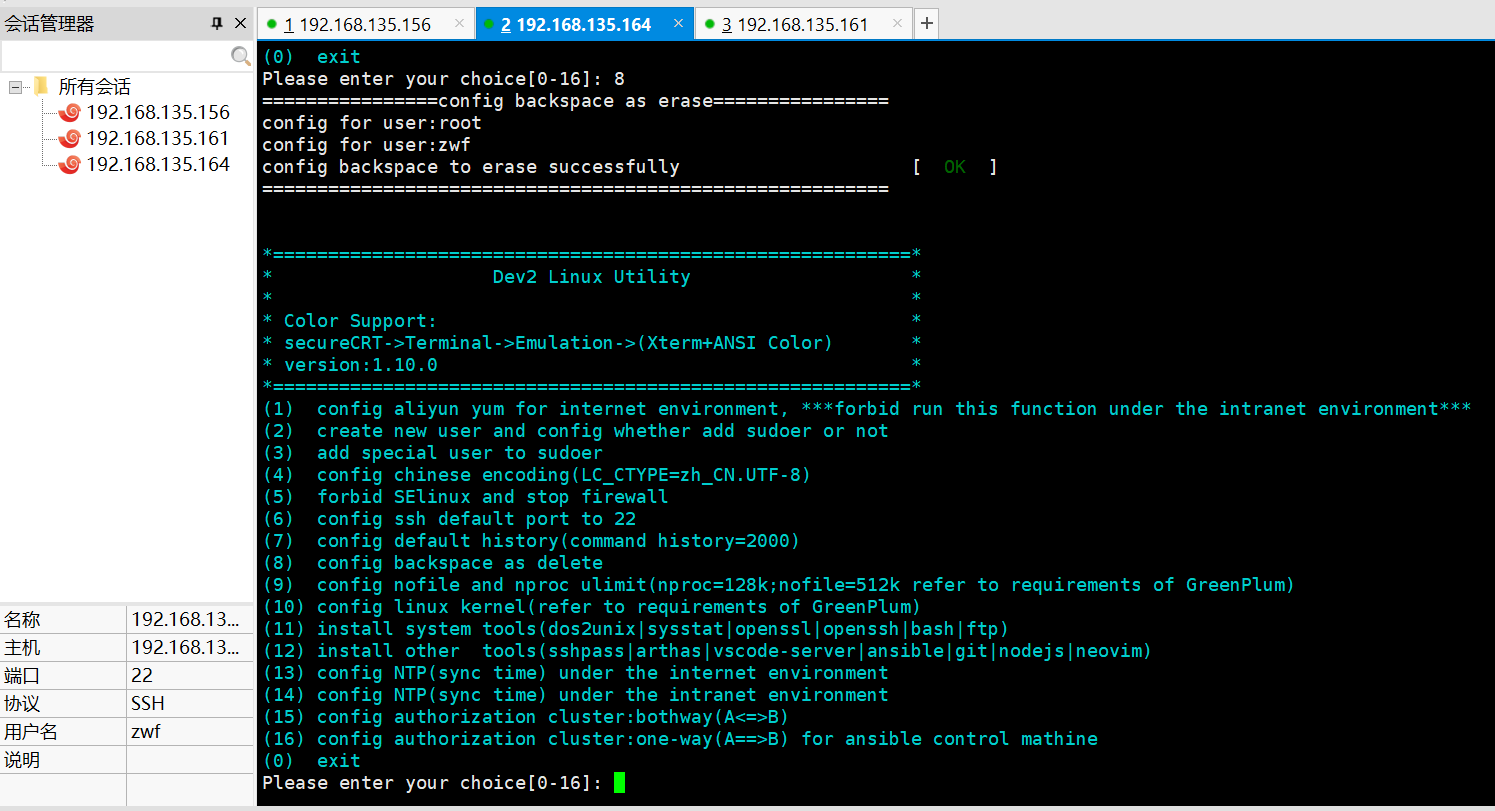 会话管理器
1 192.168.135.156
2 192.168.135.164
3 192.168.135.161
所有会话
192.168.135.156
192.168.135.161
192.168.135.164
名称 192.168.13...
主机 192.168.13...
端口 22
协议 SSH
用户名 zwf
说明
(0)  exit
Please enter your choice[0-16]: 8
================config backspace as erase================
config for user:root
config for user:zwf
config backspace to erase successfully                     [  OK  ]
=========================================================
*==========================================================*
*                    Dev2 Linux Utility                    *
*                                                          *
* Color Support:                                           *
* secureCRT->Terminal->Emulation->(Xterm+ANSI Color)       *
* version:1.10.0                                           *
*==========================================================*
(1)  config aliyun yum for internet environment, ***forbid run this function under the intranet environment***
(2)  create new user and config whether add sudoer or not
(3)  add special user to sudoer
(4)  config chinese encoding(LC_CTYPE=zh_CN.UTF-8)
(5)  forbid SElinux and stop firewall
(6)  config ssh default port to 22
(7)  config default history(command history=2000)
(8)  config backspace as delete
(9)  config nofile and nproc ulimit(nproc=128k;nofile=512k refer to requirements of GreenPlum)
(10) config linux kernel(refer to requirements of GreenPlum)
(11) install system tools(dos2unix|sysstat|openssl|openssh|bash|ftp)
(12) install other  tools(sshpass|arthas|vscode-server|ansible|git|nodejs|neovim)
(13) config NTP(sync time) under the internet environment
(14) config NTP(sync time) under the intranet environment
(15) config authorization cluster:bothway(A<=>B)
(16) config authorization cluster:one-way(A==>B) for ansible control mathine
(0)  exit
Please enter your choice[0-16]: